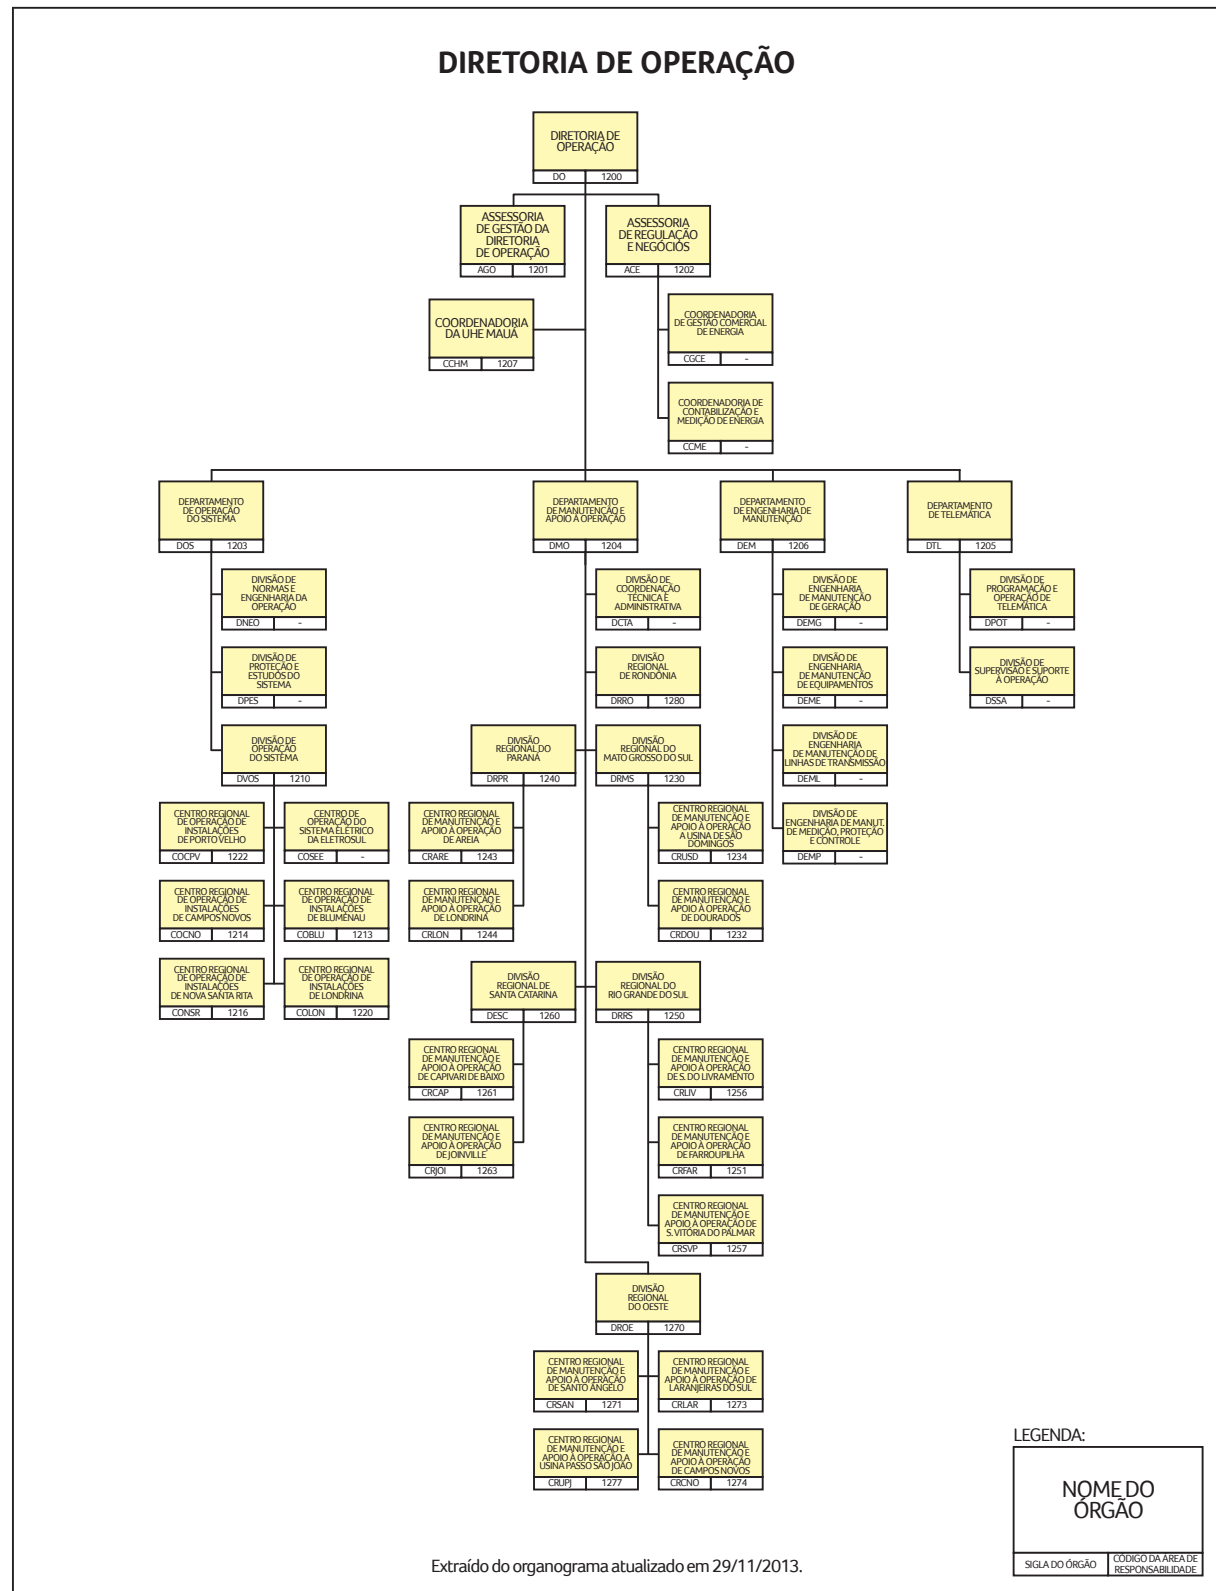 DIRETORIA DE OPERAÇÃO
DIRETORIA DE
OPERAÇÃO
DO 1200
ASSESSORIA
DE GESTÃO DA
DIRETORIA
DE OPERAÇÃO
AGO 1201
ASSESSORIA
DE REGULAÇÃO
E NEGÓCIOS
ACE 1202
COORDENADORIA
DA UHE MAUÁ
CCHM 1207
COORDENADORIA
DE GESTÃO COMERCIAL
DE ENERGIA
CGCE -
COORDENADORIA DE
CONTABILIZAÇÃO E
MEDIÇÃO DE ENERGIA
CCME -
DEPARTAMENTO
DE OPERAÇÃO
DO SISTEMA
DOS 1203
DEPARTAMENTO
DE MANUTENÇÃO E
APOIO À OPERAÇÃO
DMO 1204
DEPARTAMENTO
DE ENGENHARIA DE
MANUTENÇÃO
DEM 1206
DEPARTAMENTO
DE TELEMÁTICA
DTL 1205
DIVISÃO DE
NORMAS E
ENGENHARIA DA
OPERAÇÃO
DNEO -
DIVISÃO DE
COORDENAÇÃO
TÉCNICA E
ADMINISTRATIVA
DCTA -
DIVISÃO DE
ENGENHARIA
DE MANUTENÇÃO
DE GERAÇÃO
DEMG -
DIVISÃO DE
PROGRAMAÇÃO E
OPERAÇÃO DE
TELEMÁTICA
DPOT -
DIVISÃO DE
PROTEÇÃO E
ESTUDOS DO
SISTEMA
DPES -
DIVISÃO
REGIONAL
DE RONDÔNIA
DRRO 1280
DIVISÃO DE
ENGENHARIA
DE MANUTENÇÃO
DE EQUIPAMENTOS
DEME -
DIVISÃO DE
SUPERVISÃO E SUPORTE
À OPERAÇÃO
DSSA -
DIVISÃO DE
OPERAÇÃO
DO SISTEMA
DVOS 1210
DIVISÃO
REGIONAL DO
PARANÁ
DRPR 1240
DIVISÃO
REGIONAL DO
MATO GROSSO DO SUL
DRMS 1230
DIVISÃO DE
ENGENHARIA
DE MANUTENÇÃO DE
LINHAS DE TRANSMISSÃO
DEML -
CENTRO REGIONAL
DE OPERAÇÃO DE
INSTALAÇÕES
DE PORTO VELHO
COCPV 1222
CENTRO DE
OPERAÇÃO DO
SISTEMA ELÉTRICO
DA ELETROSUL
COSEE -
CENTRO REGIONAL
DE MANUTENÇÃO E
APOIO À OPERAÇÃO
DE AREIA
CRARE 1243
CENTRO REGIONAL
DE MANUTENÇÃO E
APOIO À OPERAÇÃO
A USINA DE SÃO
DOMINGOS
CRUSD 1234
DIVISÃO DE
ENGENHARIA DE MANUT.
DE MEDIÇÃO, PROTEÇÃO
E CONTROLE
DEMP -
CENTRO REGIONAL
DE OPERAÇÃO DE
INSTALAÇÕES
DE CAMPOS NOVOS
COCNO 1214
CENTRO REGIONAL
DE OPERAÇÃO DE
INSTALAÇÕES
DE BLUMENAU
COBLU 1213
CENTRO REGIONAL
DE MANUTENÇÃO E
APOIO À OPERAÇÃO
DE LONDRINA
CRLON 1244
CENTRO REGIONAL
DE MANUTENÇÃO E
APOIO À OPERAÇÃO
DE DOURADOS
CRDOU 1232
CENTRO REGIONAL
DE OPERAÇÃO DE
INSTALAÇÕES
DE NOVA SANTA RITA
CONSR 1216
CENTRO REGIONAL
DE OPERAÇÃO DE
INSTALAÇÕES
DE LONDRINA
COLON 1220
DIVISÃO
REGIONAL DE
SANTA CATARINA
DESC 1260
DIVISÃO
REGIONAL DO
RIO GRANDE DO SUL
DRRS 1250
CENTRO REGIONAL
DE MANUTENÇÃO E
APOIO À OPERAÇÃO
DE CAPIVARI DE BAIXO
CRCAP 1261
CENTRO REGIONAL
DE MANUTENÇÃO E
APOIO À OPERAÇÃO
DE S. DO LIVRAMENTO
CRLIV 1256
CENTRO REGIONAL
DE MANUTENÇÃO E
APOIO À OPERAÇÃO
DE JOINVILLE
CRJOI 1263
CENTRO REGIONAL
DE MANUTENÇÃO E
APOIO À OPERAÇÃO
DE FARROUPILHA
CRFAR 1251
CENTRO REGIONAL
DE MANUTENÇÃO E
APOIO À OPERAÇÃO DE
S. VITÓRIA DO PALMAR
CRSVP 1257
DIVISÃO
REGIONAL
DO OESTE
DROE 1270
CENTRO REGIONAL
DE MANUTENÇÃO E
APOIO À OPERAÇÃO
DE SANTO ÂNGELO
CRSAN 1271
CENTRO REGIONAL
DE MANUTENÇÃO E
APOIO À OPERAÇÃO DE
LARANJEIRAS DO SUL
CRLAR 1273
CENTRO REGIONAL
DE MANUTENÇÃO E
APOIO À OPERAÇÃO A
USINA PASSO SÃO JOÃO
CRUPJ 1277
CENTRO REGIONAL
DE MANUTENÇÃO E
APOIO À OPERAÇÃO
DE CAMPOS NOVOS
CRCNO 1274
LEGENDA:
NOME DO
ÓRGÃO
SIGLA DO ÓRGÃO
CÓDIGO DA ÁREA DE
RESPONSABILIDADE
Extraído do organograma atualizado em 29/11/2013.